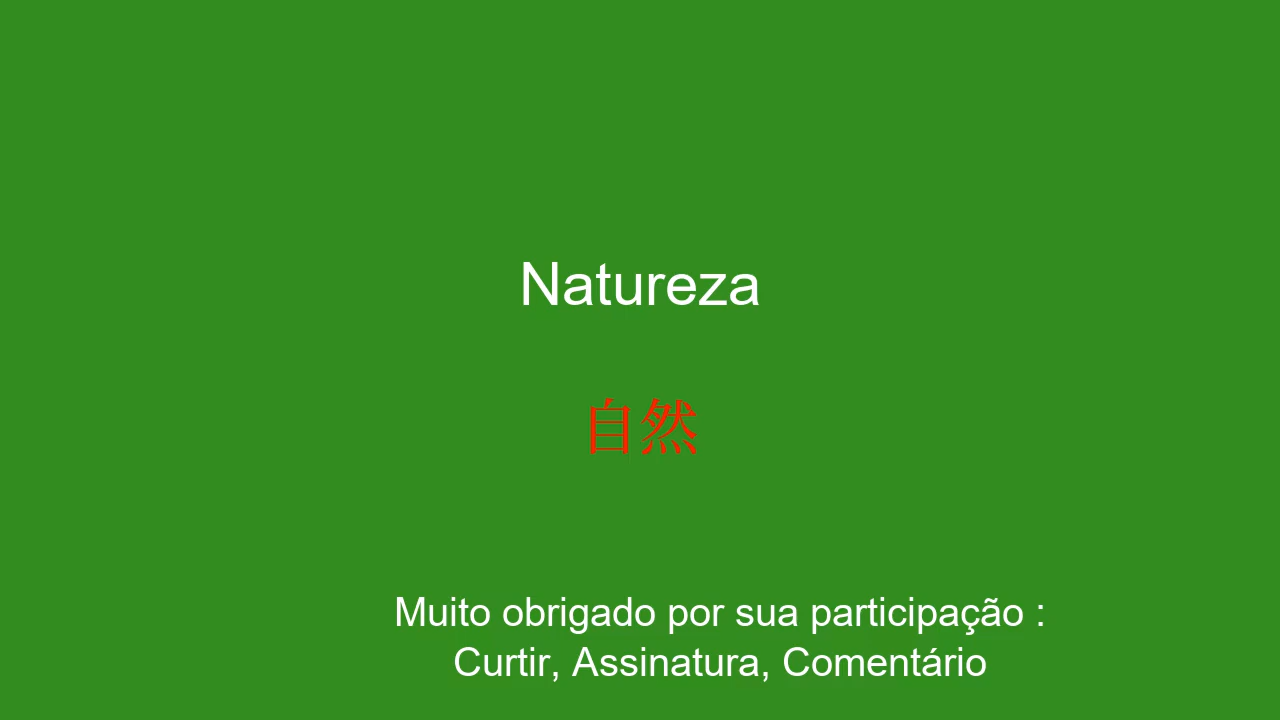 Natureza
自然
Muito obrigado por sua participação :
Curtir, Assinatura, Comentário